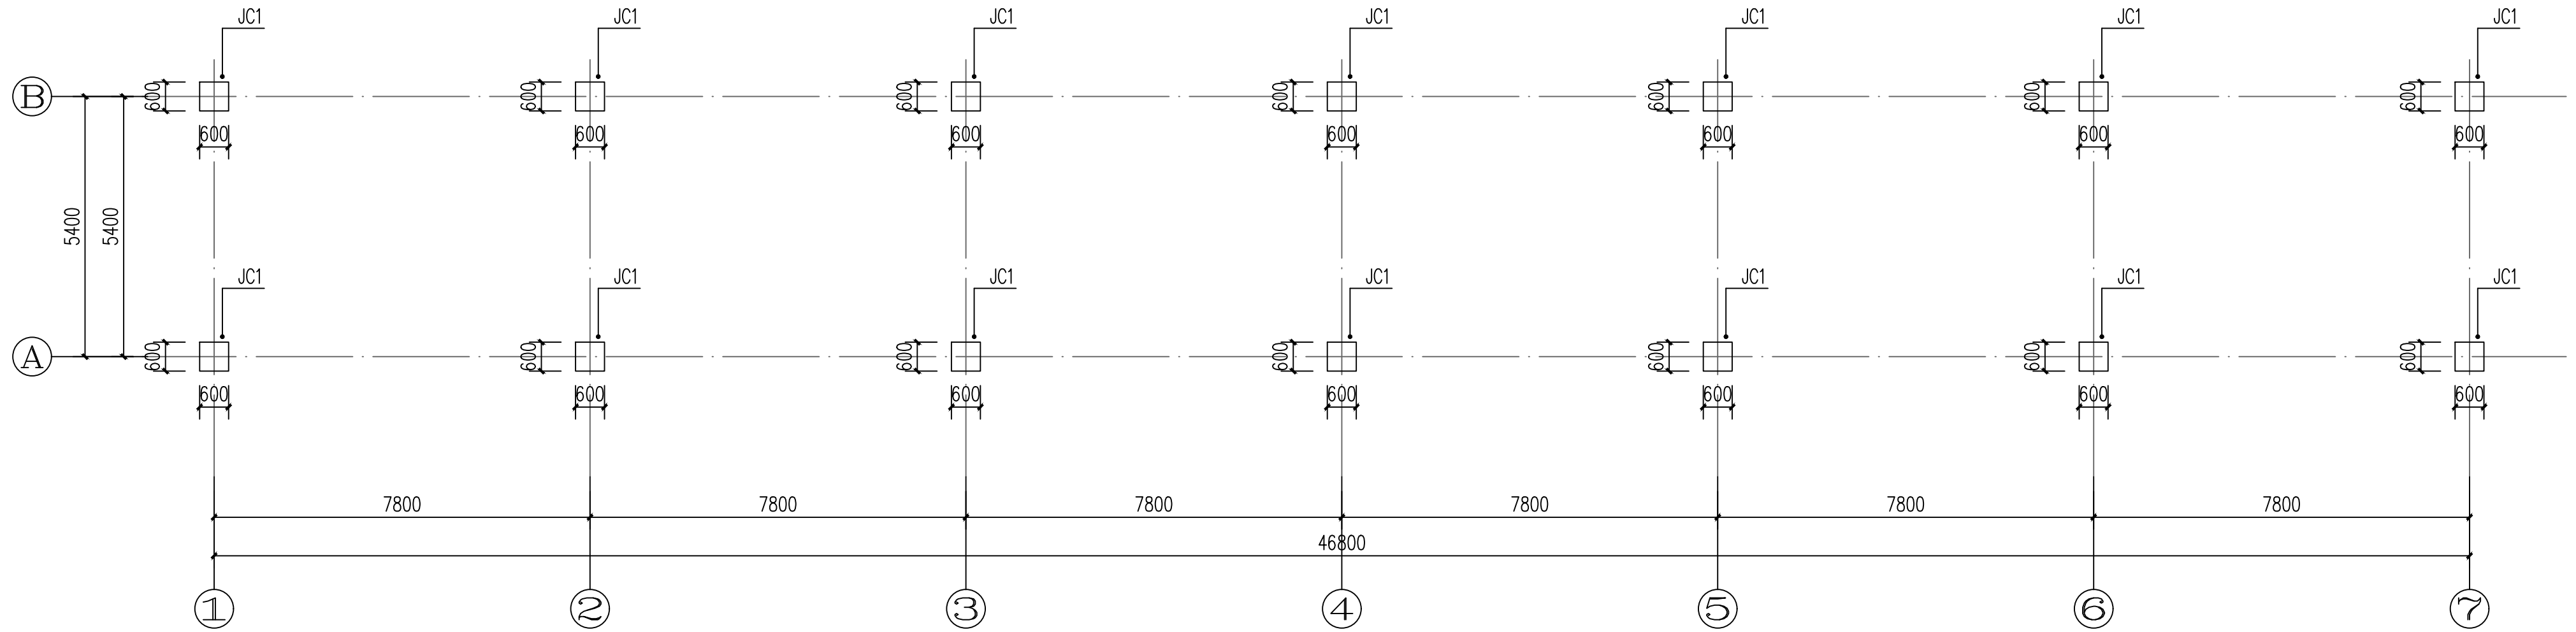 JC1 JC1 JC1 JC1 JC1 JC1 JC1
B 600 600 600 600 600 600 600
600 600 600 600 600 600 600
5400 5400
JC1 JC1 JC1 JC1 JC1 JC1 JC1
A 600 600 600 600 600 600 600
600 600 600 600 600 600 600
7800 7800 7800 7800 7800 7800
46800
1 2 3 4 5 6 7